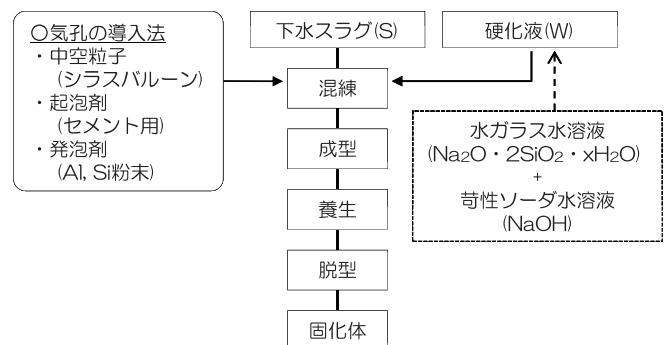 〇気孔の導入法
・中空粒子
(シラスバルーン)
・起泡剤
(セメント用)
・発泡剤
(Al, Si粉末)
下水スラグ(S)
硬化液(W)
混練
成型
養生
脱型
固化体
水ガラス水溶液
(Na2O・2SiO2・xH2O)
+
苛性ソーダ水溶液
(NaOH)